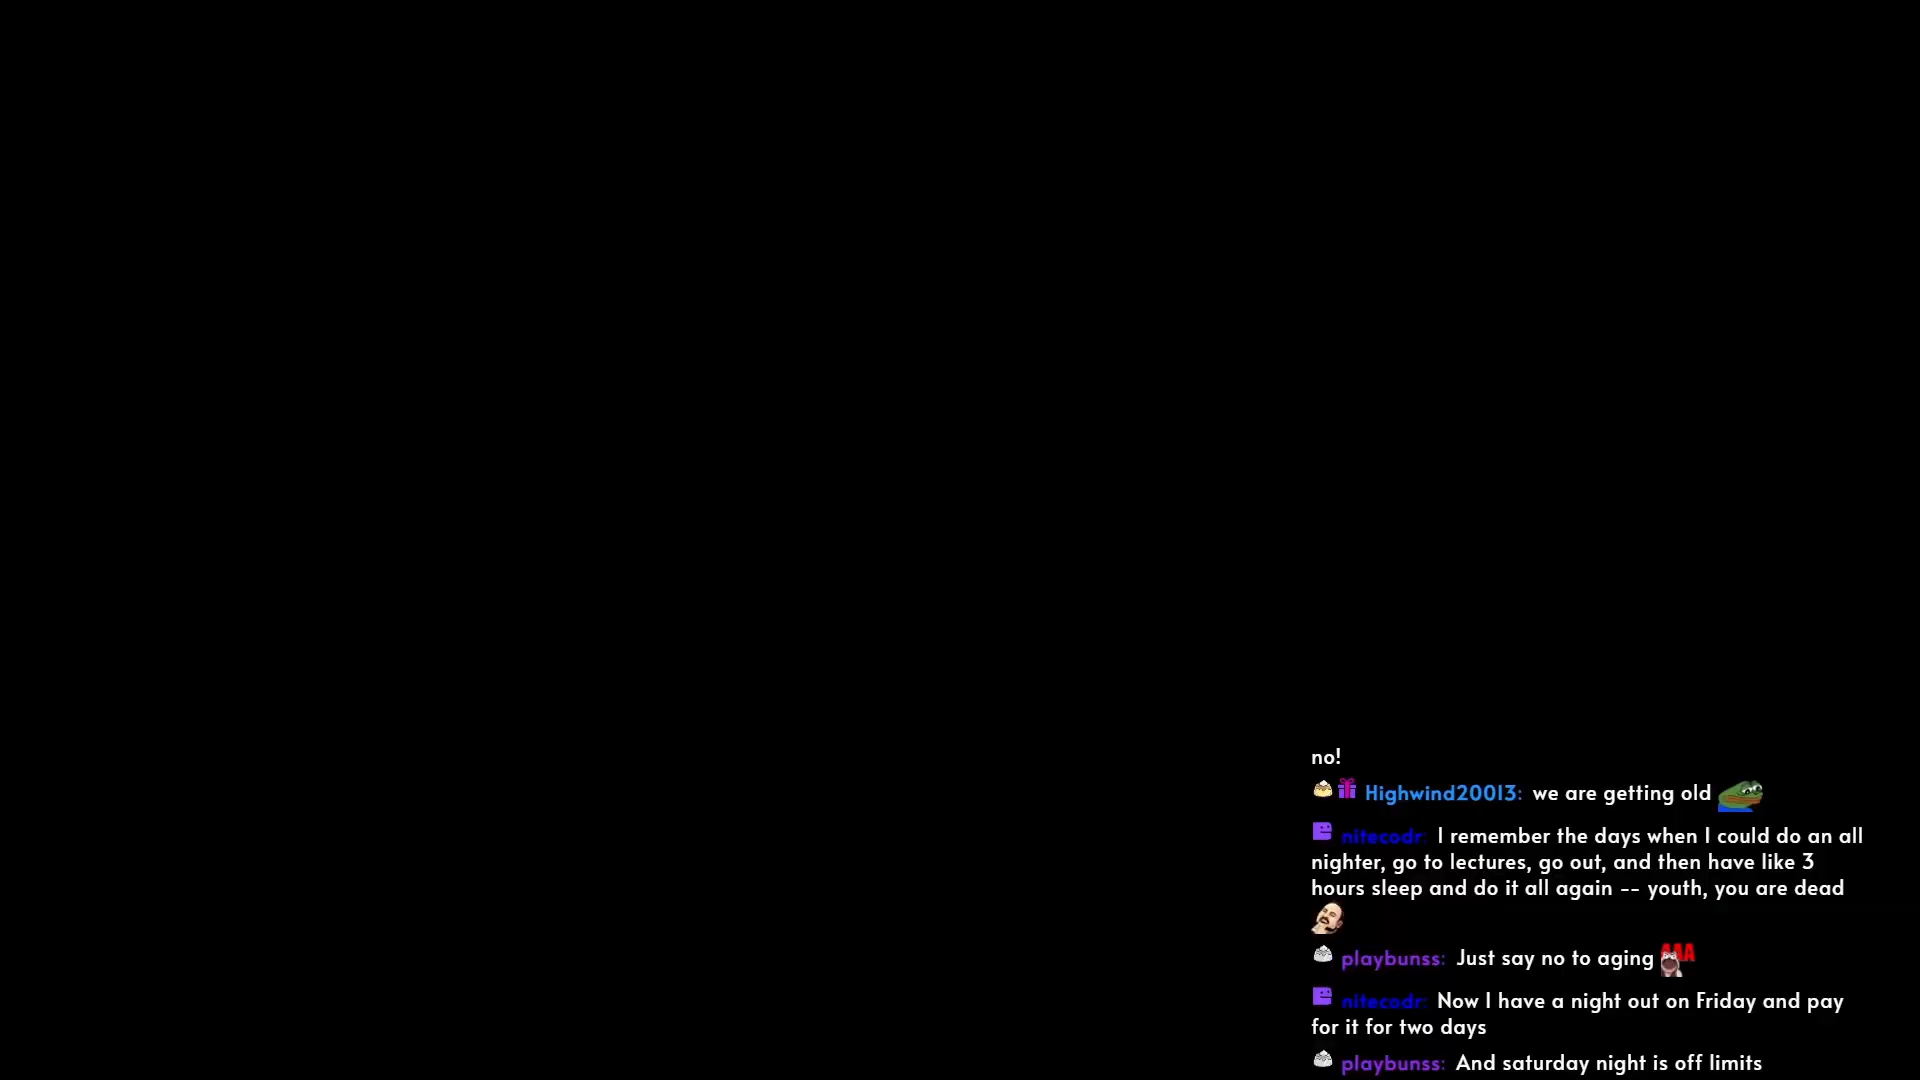 no!
Highwind20013: we are getting old
nitecodr: I remember the days when I could do an all
nighter, go to lectures, go out, and then have like 3
hours sleep and do it all again -- youth, you are dead
playbunss: Just say no to aging AAA
nitecodr: Now I have a night out on Friday and pay
for it for two days
playbunss: And saturday night is off limits